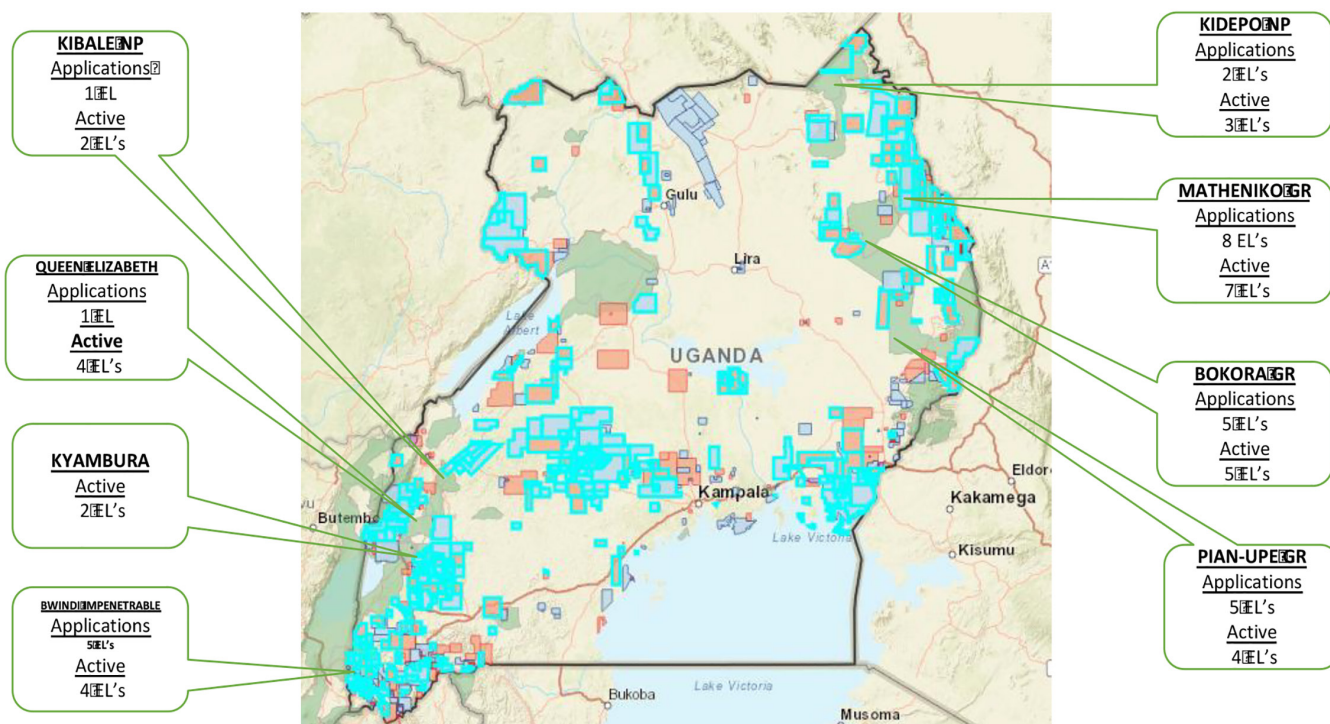 KIBALE NP
Applications
1 EL
Active
2 EL's
QUEEN ELIZABETH
Applications
1 EL
Active
4 EL's
KYAMBURA
Active
2 EL's
BWINDI IMPENETRABLE
Applications
5 EL's
Active
4 EL's
KIDEPO NP
Applications
2 EL's
Active
3 EL's
MATHENIKO GR
Applications
8 EL's
Active
7 EL's
BOKORA GR
Applications
5 EL's
Active
5 EL's
PIAN-UPE GR
Applications
5 EL's
Active
4 EL's
Gulu
Lira
Lake
Albert
UGANDA
Kampala
Eldore
Kakamega
Butembo
Lake Victoria
Kisumu
Lake Victoria
Bukoba
Musoma